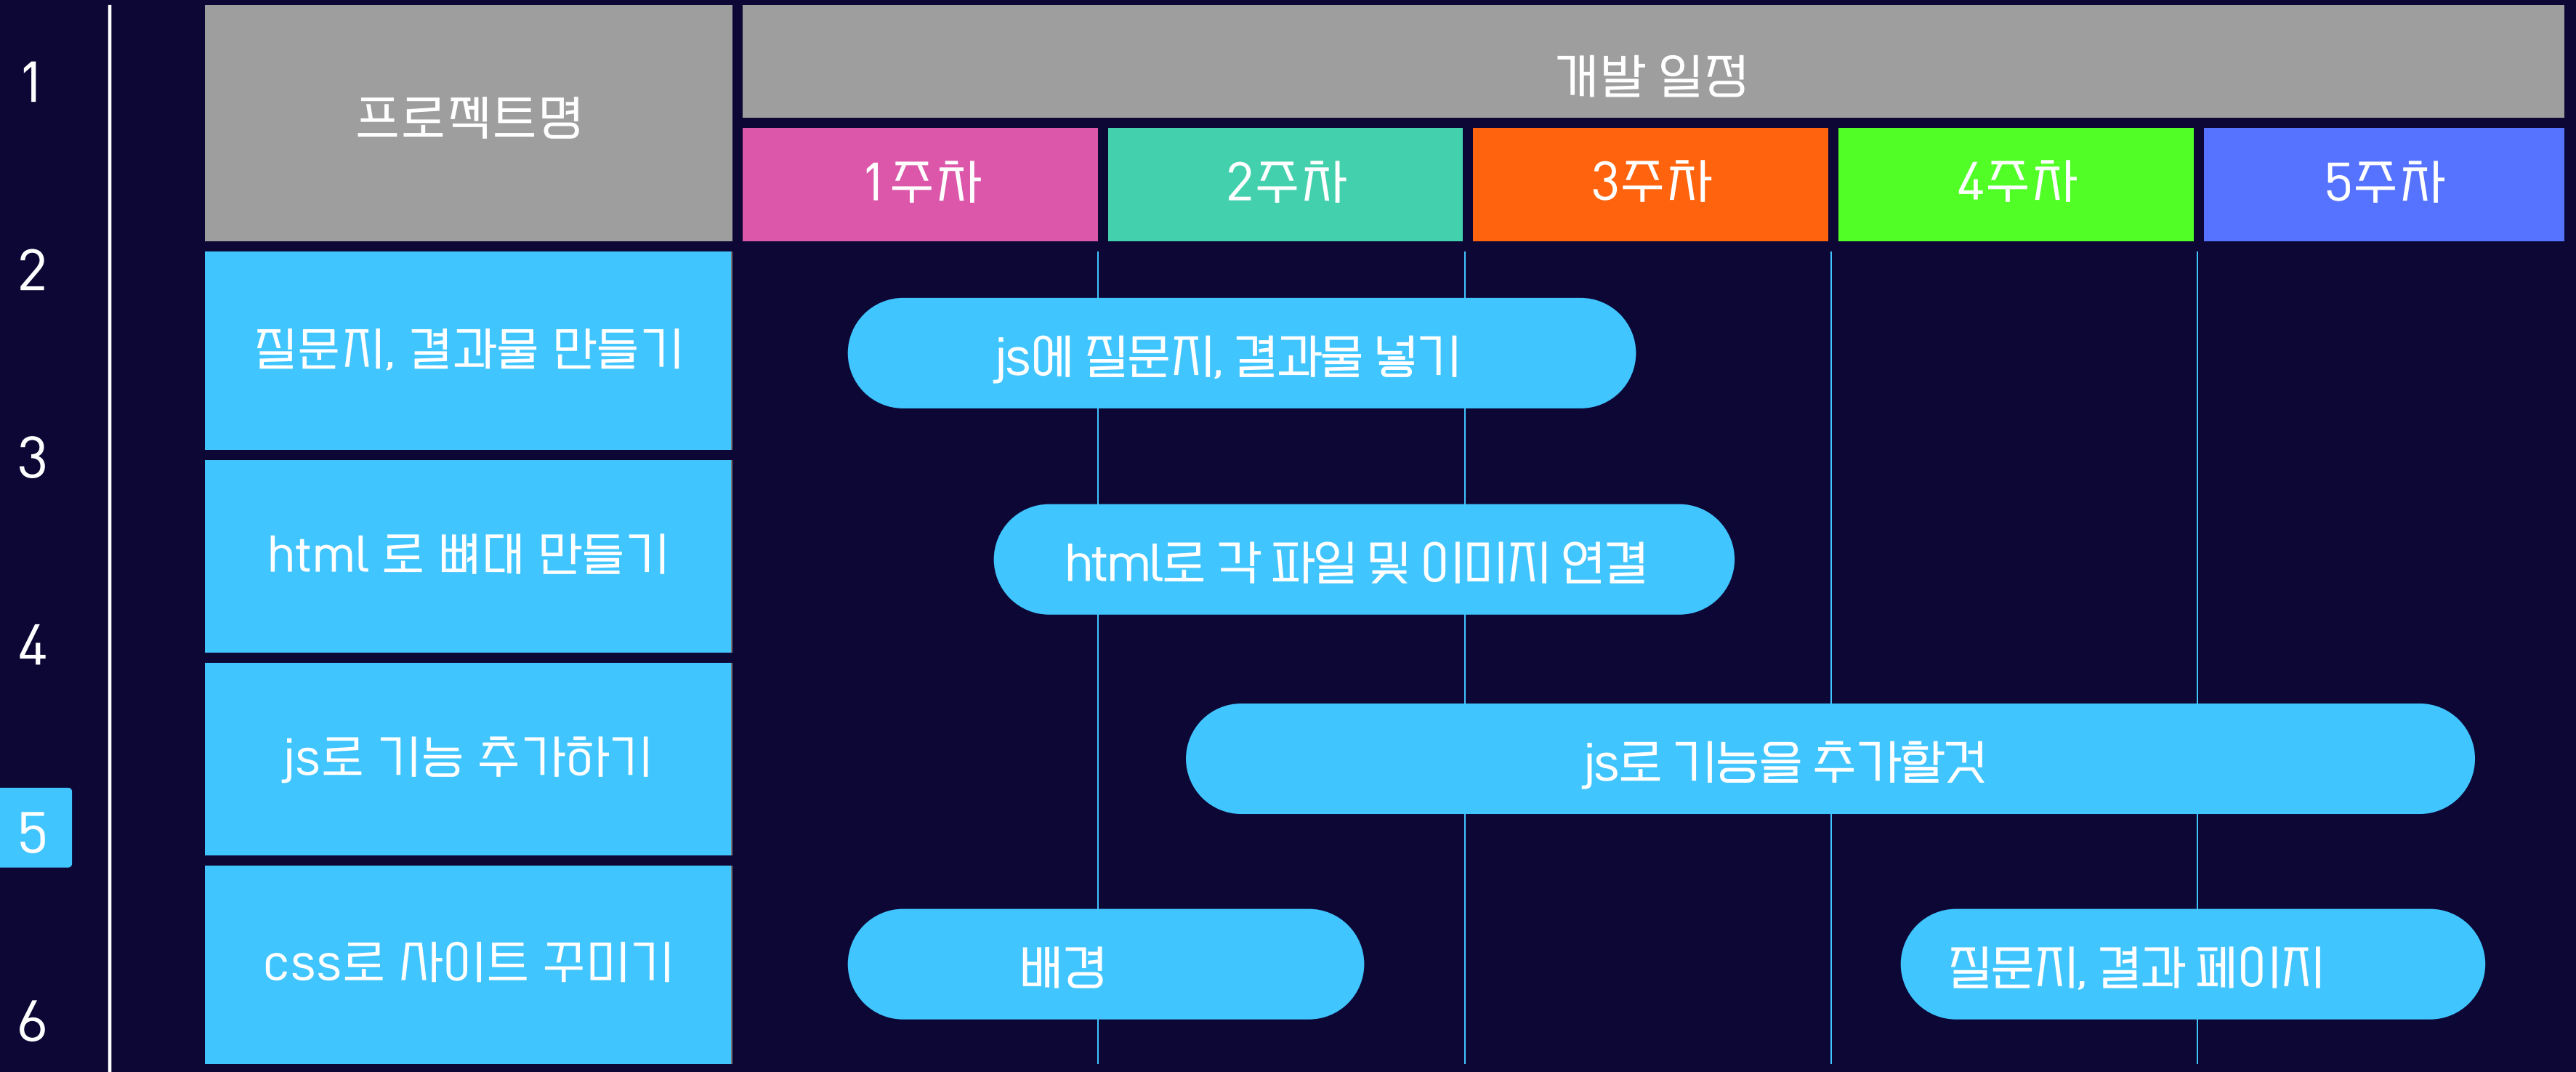 1
2
3
4
5
6
프로젝트명
개발 일정
1주차
2주차
3주차
4주차
5주차
질문지, 결과물 만들기
js에 질문지, 결과물 넣기
html 로 뼈대 만들기
html로 각 파일 및 이미지 연결
js로 기능 추가하기
js로 기능을 추가할것
css로 사이트 꾸미기
배경
질문지, 결과 페이지